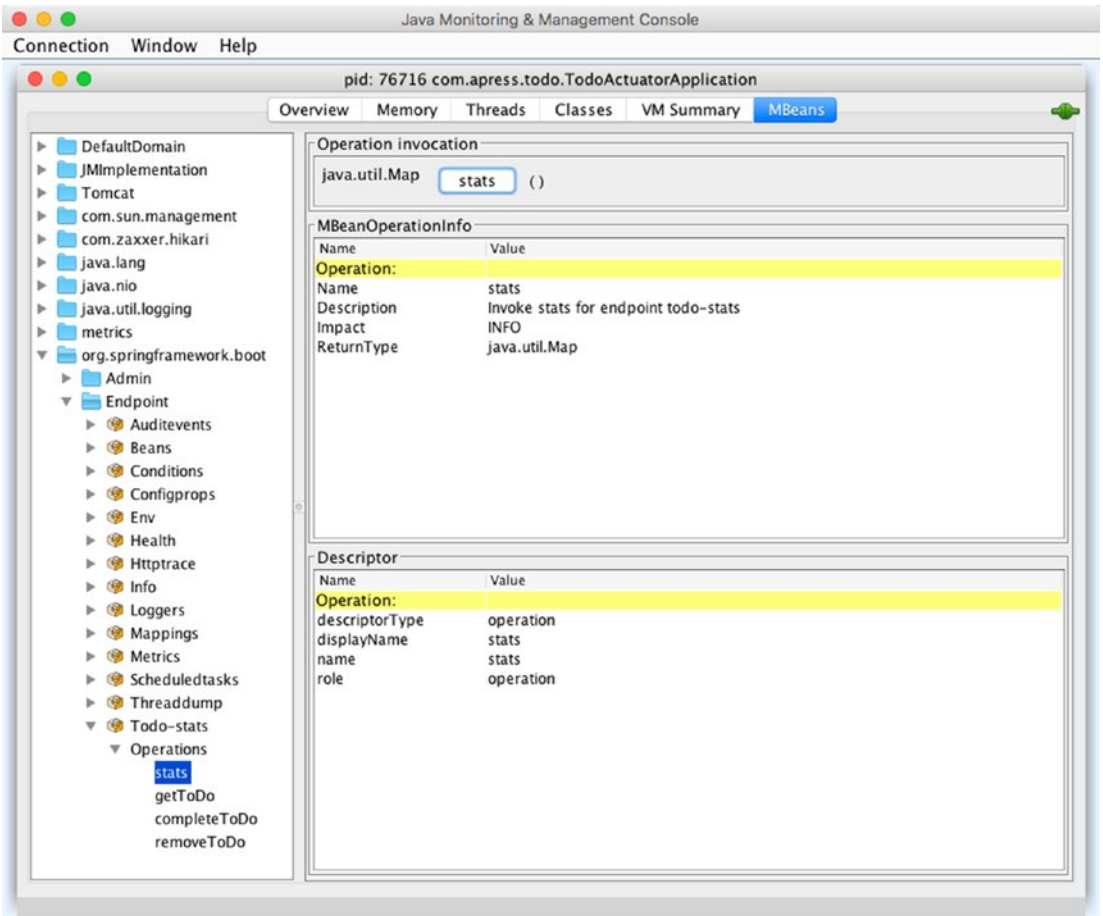 Java Monitoring & Management Console
Connection Window Help
pid: 76716 com.apress.todo.TodoActuatorApplication
Overview Memory Threads Classes VM Summary MBeans
DefaultDomain
JMImplementation
Tomcat
com.sun.management
com.zaxxer.hikari
java.lang
java.nio
java.util.logging
metrics
org.springframework.boot
Admin
Endpoint
Auditevents
Beans
Conditions
Configprops
Env
Health
Httptrace
Info
Loggers
Mappings
Metrics
Scheduledtasks
Threaddump
Todo-stats
Operations
stats
getToDo
completeToDo
removeToDo
Operation invocation
java.util.Map stats ()
MBeanOperationInfo
Name Value
Operation:
Name stats
Description Invoke stats for endpoint todo-stats
Impact INFO
ReturnType java.util.Map
Descriptor
Name Value
Operation:
descriptorType operation
displayName stats
name stats
role operation